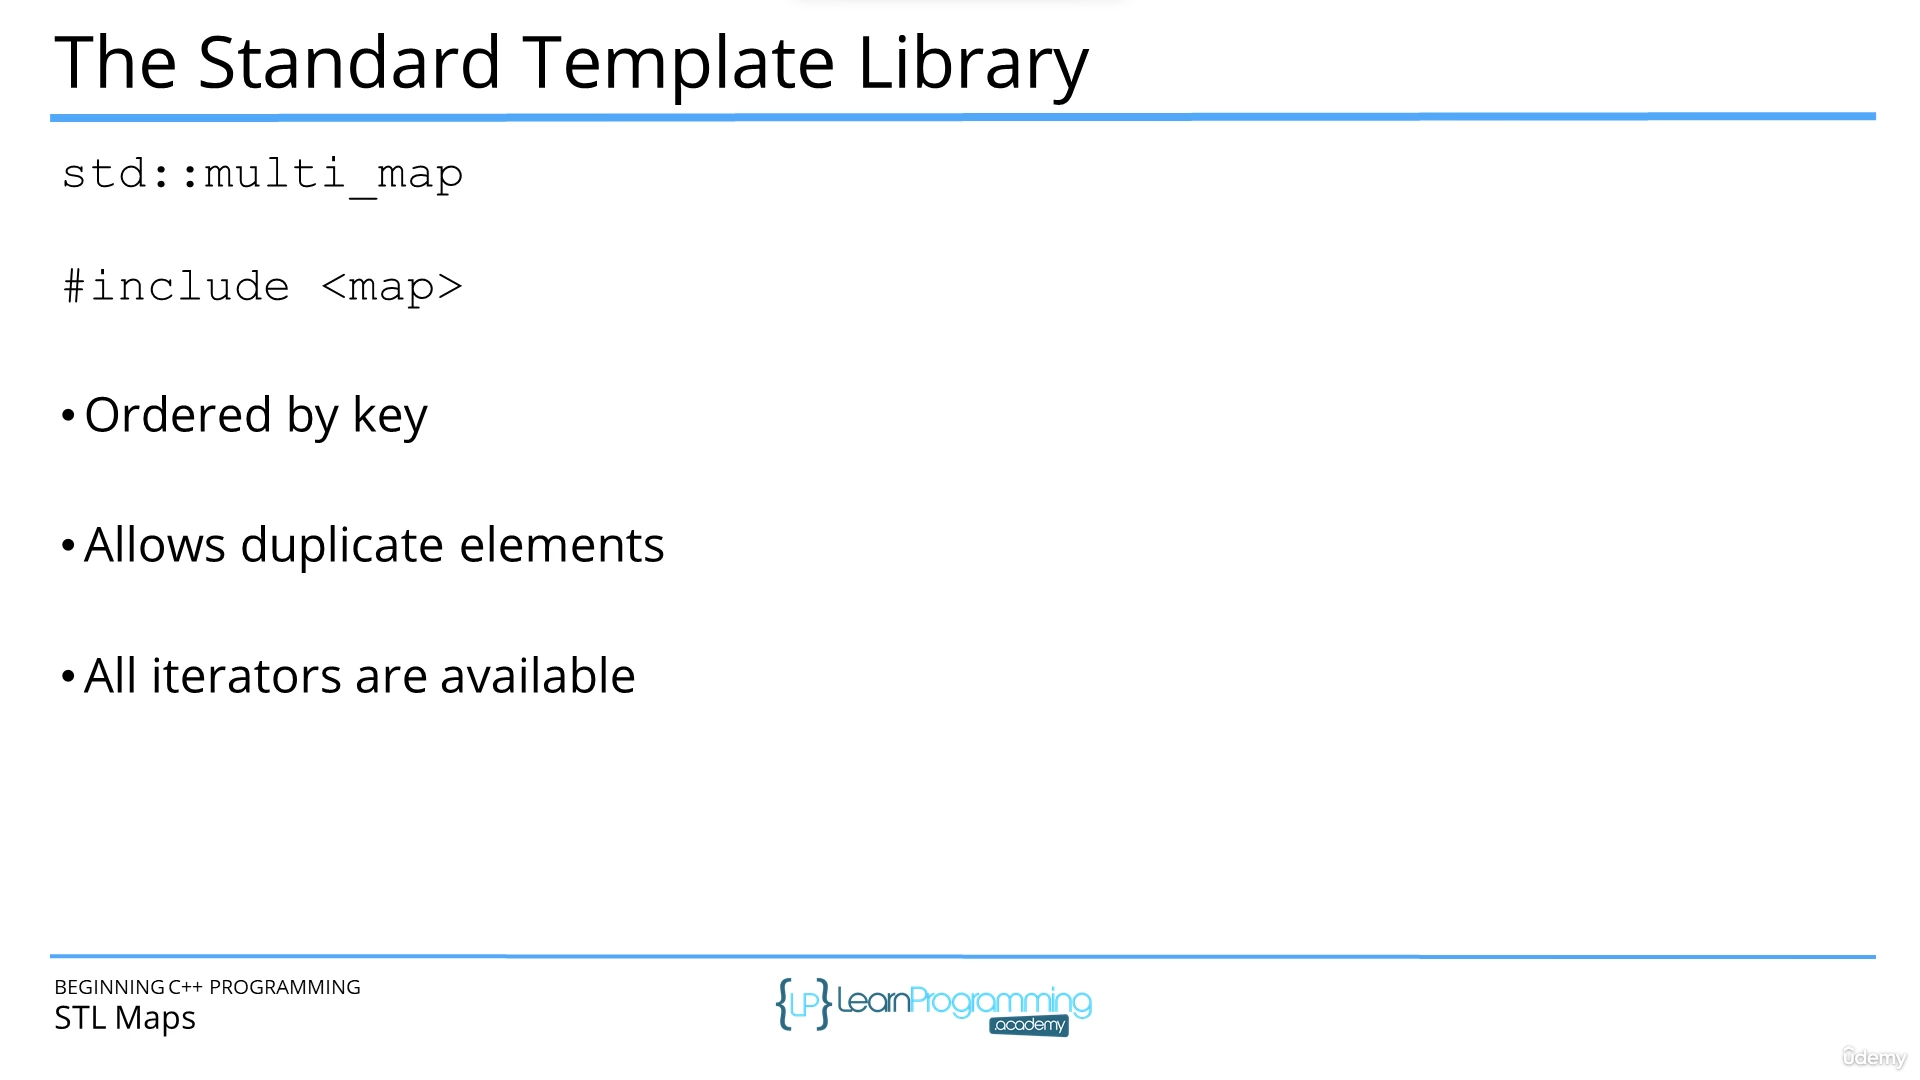 The Standard Template Library
std::multi_map
#include <map>
• Ordered by key
• Allows duplicate elements
• All iterators are available
BEGINNING C++ PROGRAMMING
STL Maps
{LP} LearnProgramming
.academy
ûdemy